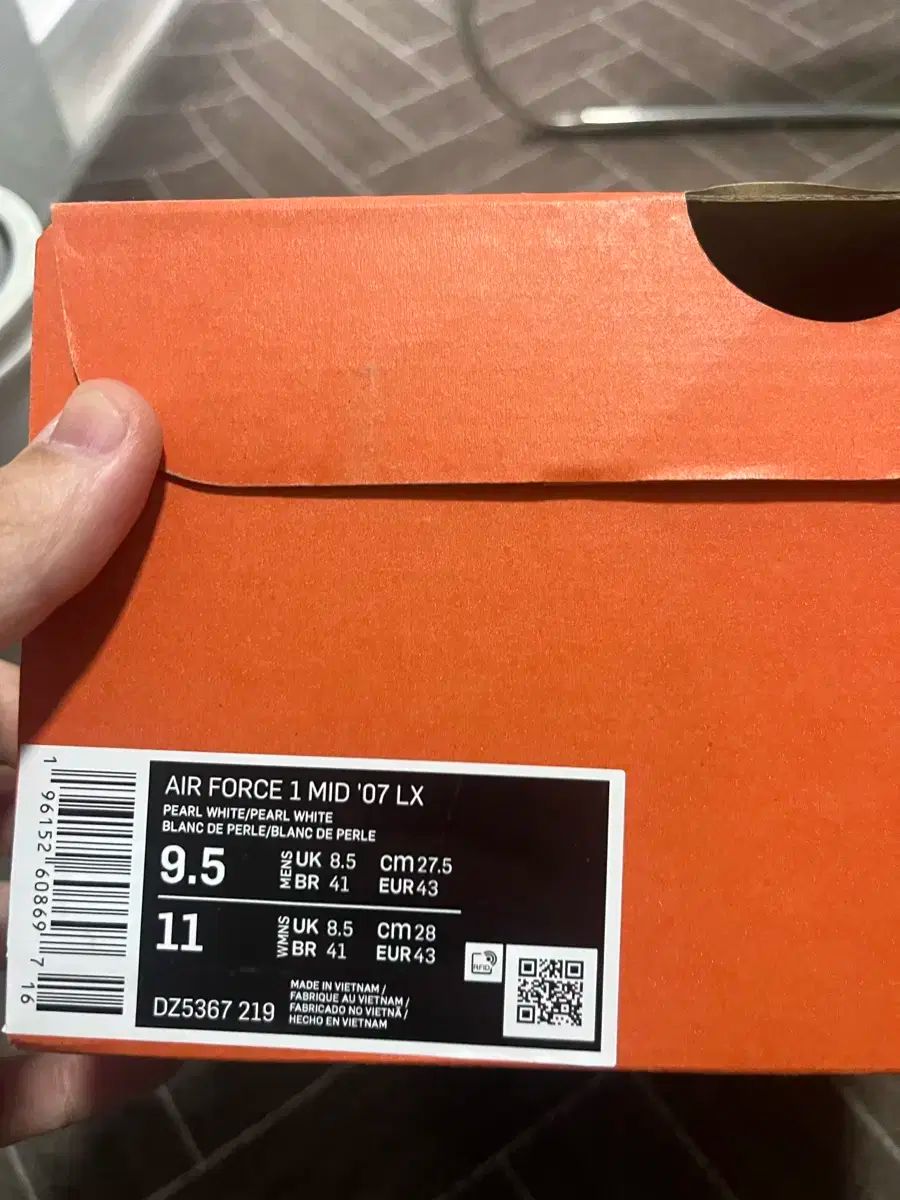 AIR FORCE 1 MID '07 LX
PEARL WHITE/PEARL WHITE
BLANC DE PERLE/BLANC DE PERLE
9.5 MENS UK 8.5 cm 27.5
BR 41 EUR 43
11 WMNS UK 8.5 cm 28
BR 41 EUR 43
RFID
DZ5367 219
MADE IN VIETNAM /
FABRIQUE AU VIETNAM /
FABRICADO NO VIETNÃ /
HECHO EN VIETNAM
1 96152 60869 7 16